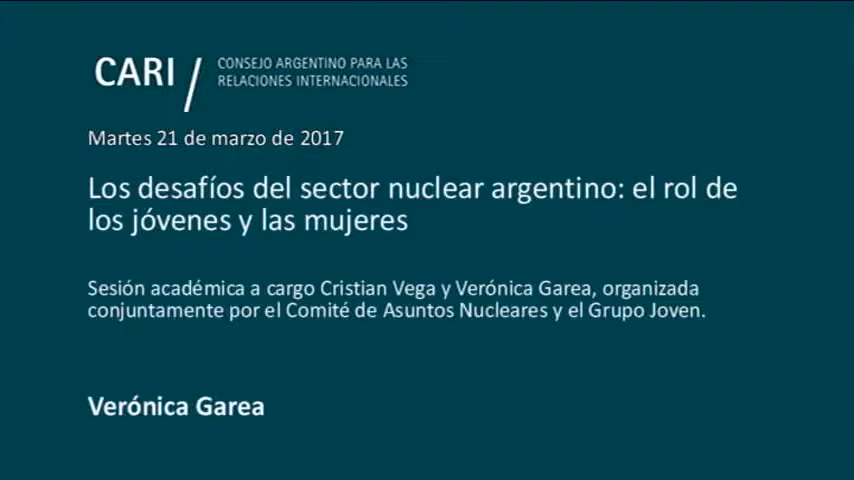 CARI /
CONSEJO ARGENTINO PARA LAS
RELACIONES INTERNACIONALES
Martes 21 de marzo de 2017
Los desafíos del sector nuclear argentino: el rol de
los jóvenes y las mujeres
Sesión académica a cargo Cristian Vega y Verónica Garea, organizada
conjuntamente por el Comité de Asuntos Nucleares y el Grupo Joven.
Verónica Garea